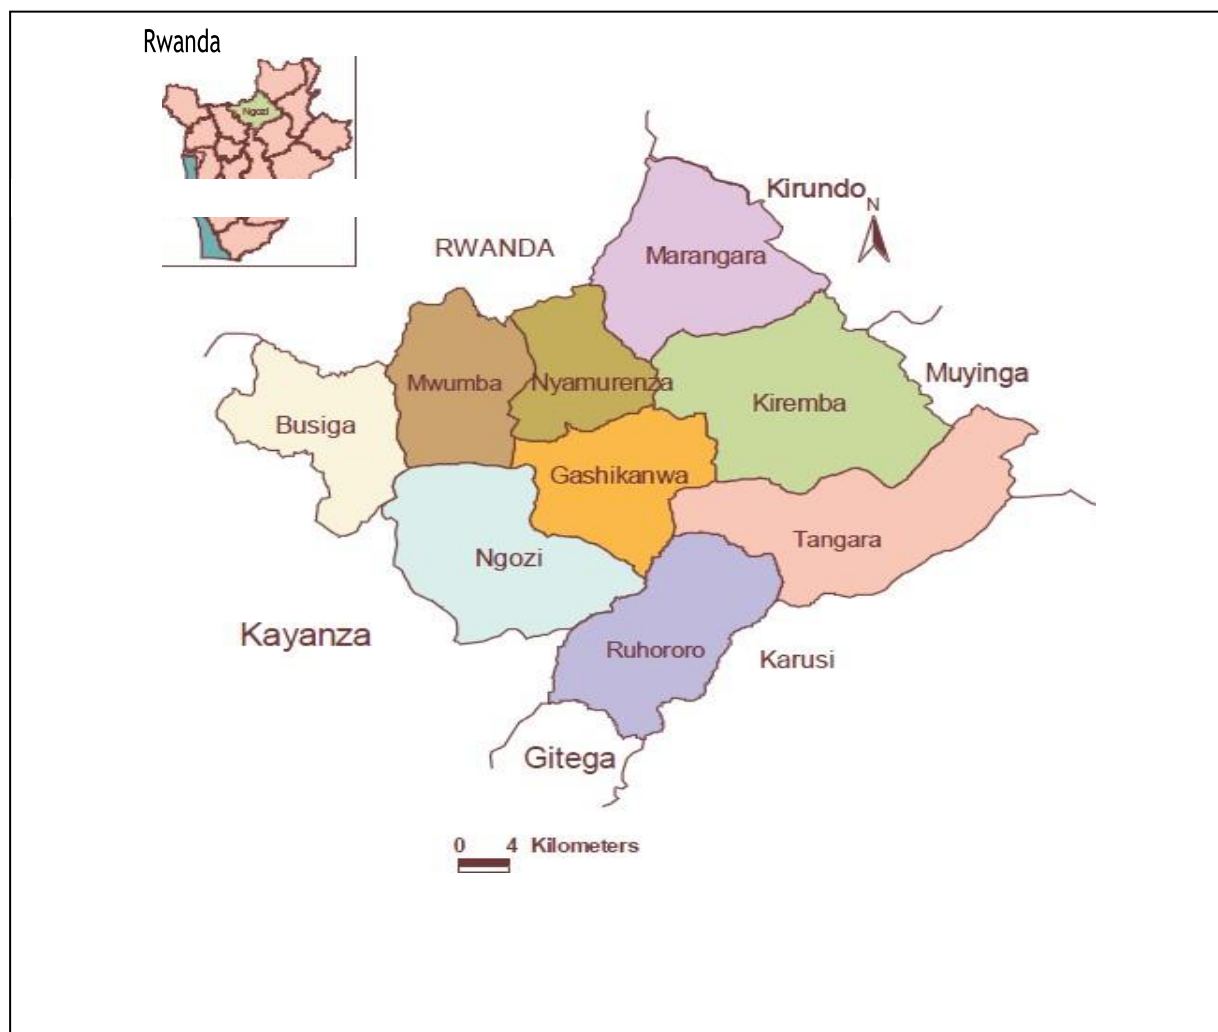 Rwanda
Ngozi
Kirundo
N
RWANDA
Marangara
Muyinga
Mwumba
Nyamurenza
Kiremba
Busiga
Gashikanwa
Tangara
Ngozi
Kayanza
Ruhororo
Karusi
Gitega
0 4 Kilometers